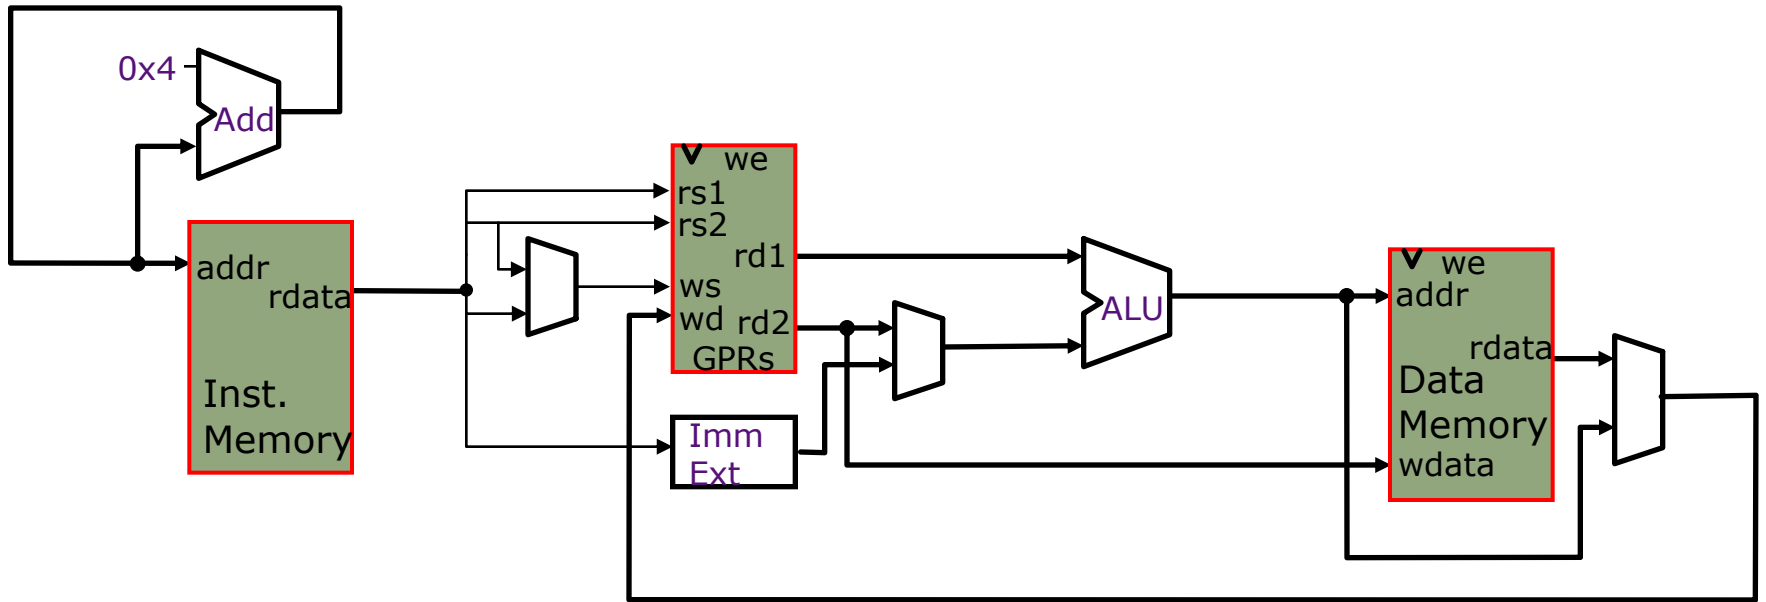 0x4
Add
addr
rdata
Inst.
Memory
we
rs1
rs2
rd1
ws
wd rd2
GPRs
Imm
Ext
ALU
we
addr
rdata
Data
Memory
wdata